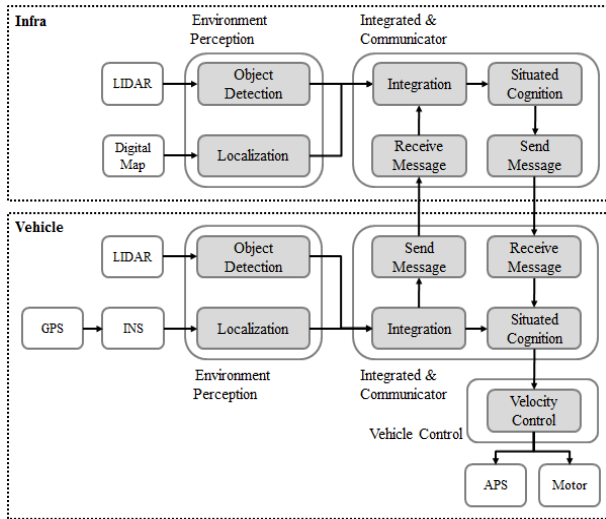 Infra
Environment
Perception
Integrated &
Communicator
LIDAR
Object
Detection
Integration
Situated
Cognition
Digital
Map
Localization
Receive
Message
Send
Message
Vehicle
LIDAR
Object
Detection
Send
Message
Receive
Message
GPS
INS
Localization
Integration
Situated
Cognition
Environment
Perception
Integrated &
Communicator
Velocity
Control
Vehicle Control
APS
Motor